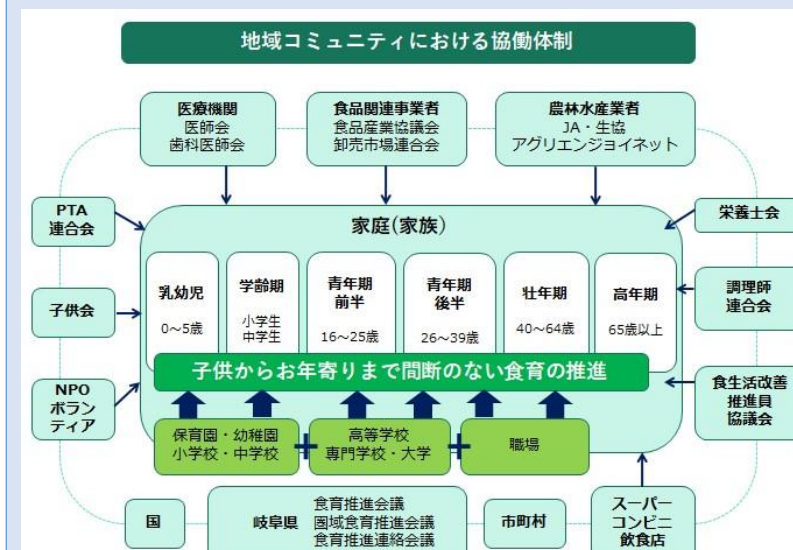 地域コミュニティにおける協働体制
医療機関
医師会
歯科医師会
食品関連事業者
食品産業協議会
卸売市場連合会
農林水産業者
JA・生協
アグリエンジョイネット
PTA
連合会
子供会
NPO
ボラン
ティア
家庭(家族)
乳幼児
0~5歳
学齢期
小学生
中学生
青年期
前半
16~25歳
青年期
後半
26~39歳
壮年期
40~64歳
高年期
65歳以上
栄養士会
調理師
連合会
食生活改善
推進員
協議会
子供からお年寄りまで間断のない食育の推進
保育園・幼稚園
小学校・中学校
+
高等学校
専門学校・大学
+
職場
国
岐阜県
食育推進会議
圏域食育推進会議
食育推進連絡会議
市町村
スーパー
コンビニ
飲食店